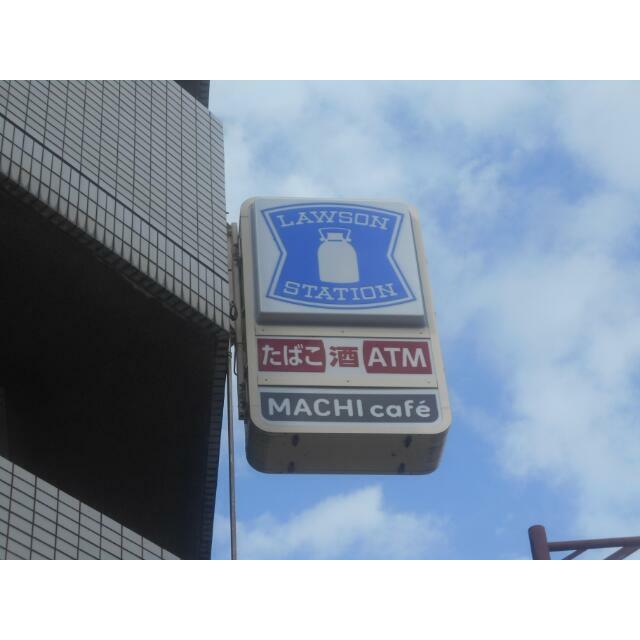 LAWSON
STATION
たばこ 酒 ATM
MACHI café